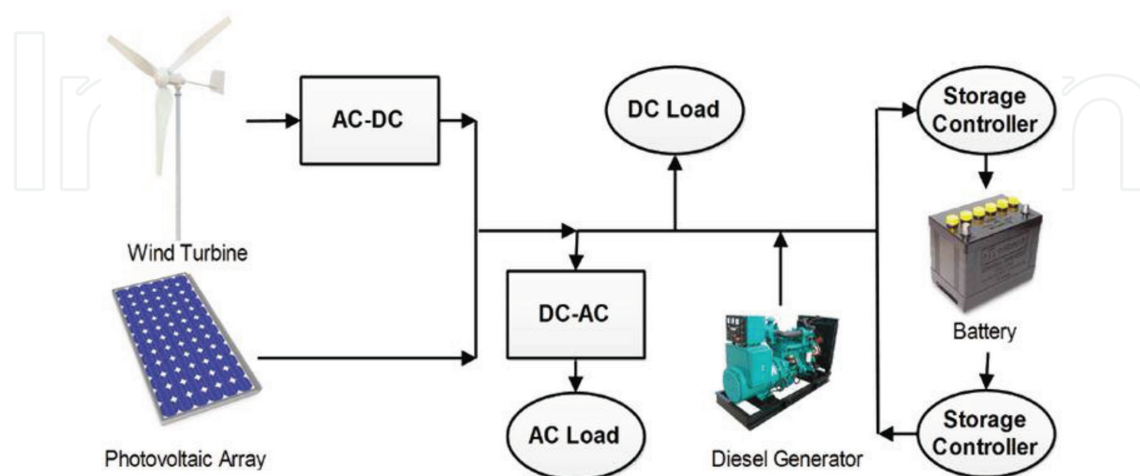 AC-DC
DC Load
Storage
Controller
Wind Turbine
DC-AC
Battery
AC Load
Storage
Controller
Photovoltaic Array
Diesel Generator